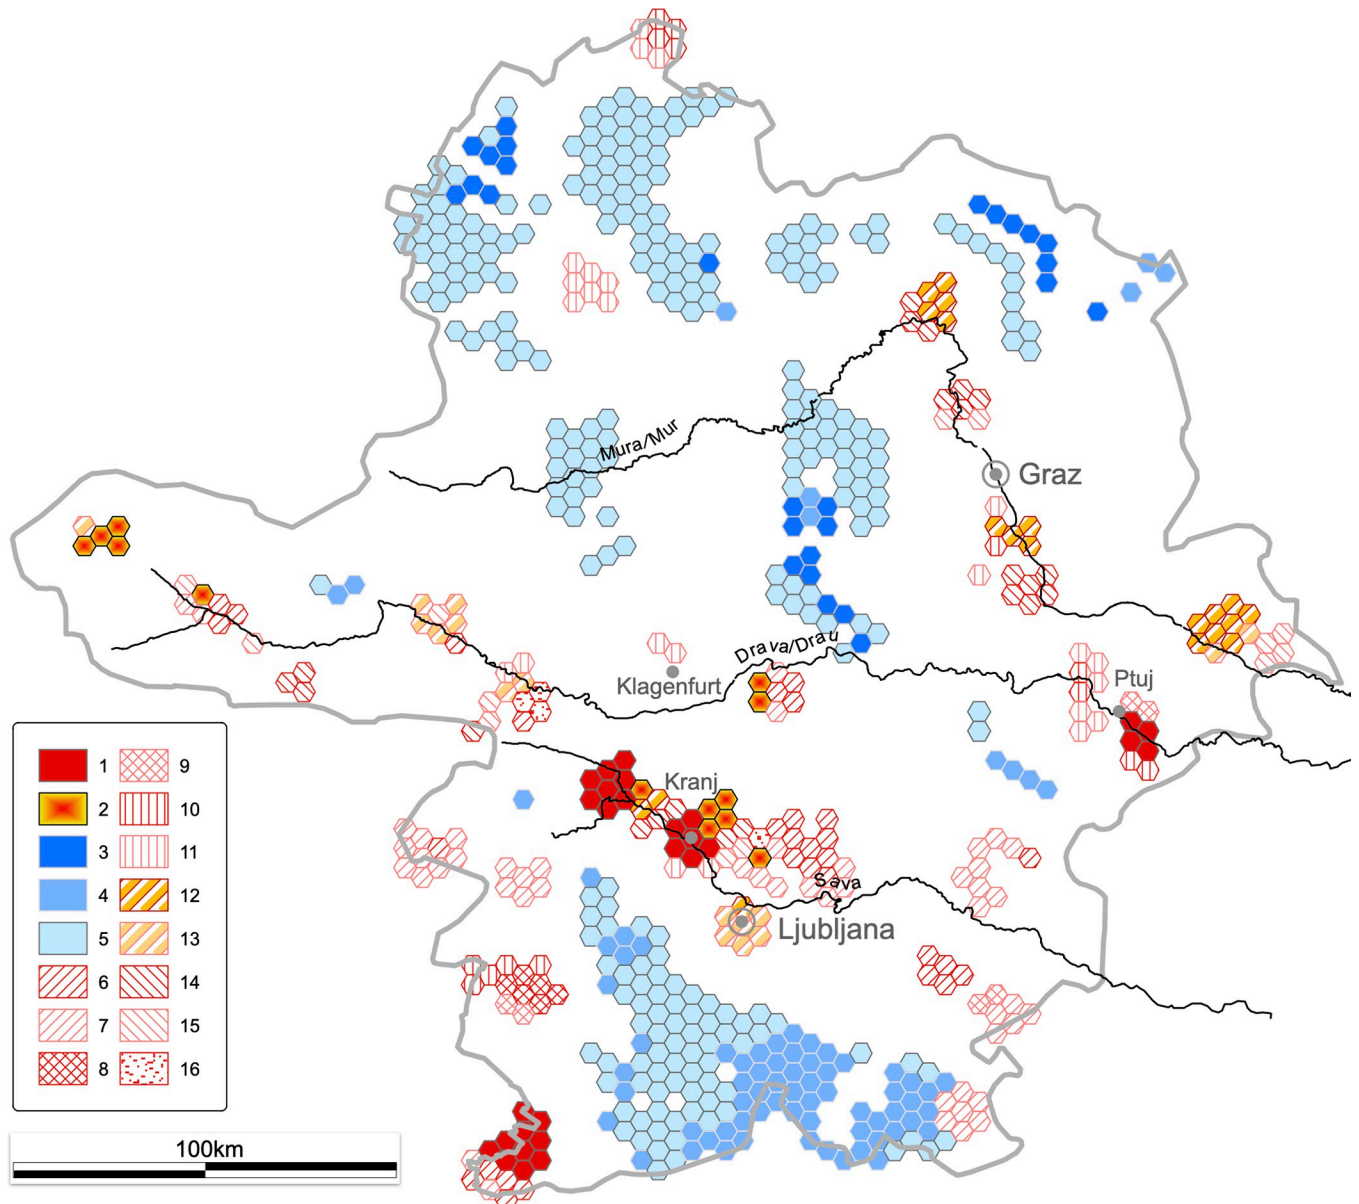 Mura/Mur
Graz
Drava/Drau
Klagenfurt
Ptuj
Kranj
Sava
Ljubljana
1 9
2 10
3 11
4 12
5 13
6 14
7 15
8 16
100km